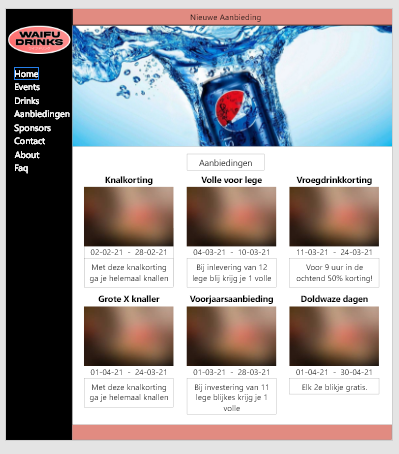 Nieuwe Aanbieding
WAIFU
DRINKS
Home
Events
Drinks
Aanbiedingen
Sponsors
Contact
About
Faq
Aanbiedingen
Knalkorting
02-02-21 - 28-02-21
Met deze knalkorting
ga je helemaal knallen
Volle voor lege
04-03-21 - 10-03-21
Bij inlevering van 12
lege blij krijg je 1 volle
Vroegdrinkkorting
11-03-21 - 24-03-21
Voor 9 uur in de
ochtend 50% korting!
Grote X knaller
01-04-21 - 24-03-21
Met deze knalkorting
ga je helemaal knallen
Voorjaarsaanbieding
01-03-21 - 28-03-21
Bij investering van 11
lege blijkes krijg je 1
volle
Doldwaze dagen
01-04-21 - 30-04-21
Elk 2e blikje gratis.